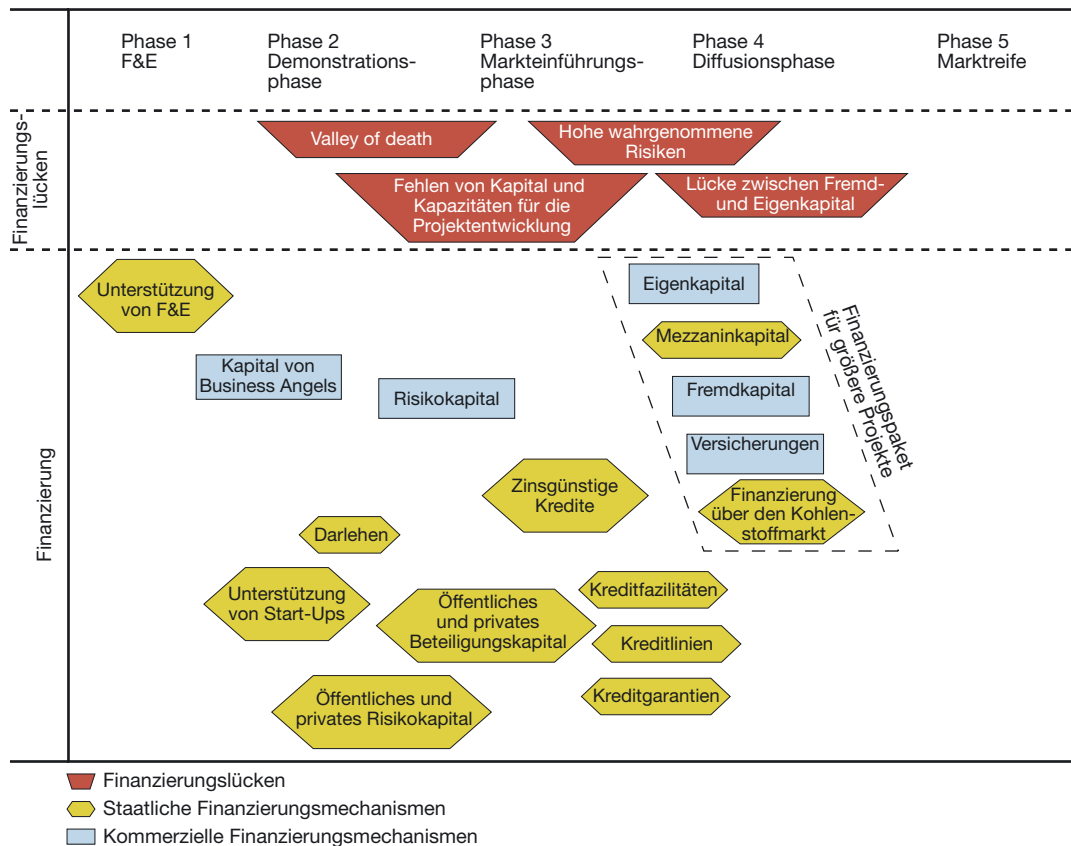 Phase 1
F&E
Phase 2
Demonstrations-
phase
Phase 3
Markteinführungs-
phase
Phase 4
Diffusionsphase
Phase 5
Marktreife
Finanzierungs-
lücken
Valley of death
Hohe wahrgenommene
Risiken
Fehlen von Kapital und
Kapazitäten für die
Projektentwicklung
Lücke zwischen Fremd-
und Eigenkapital
Finanzierung
Unterstützung
von F&E
Kapital von
Business Angels
Risikokapital
Eigenkapital
Mezzaninkapital
Fremdkapital
Versicherungen
Finanzierung
über den Kohlen-
stoffmarkt
Finanzierungspaket
für größere Projekte
Zinsgünstige
Kredite
Darlehen
Unterstützung
von Start-Ups
Öffentliches
und privates
Beteiligungskapital
Kreditfazilitäten
Kreditlinien
Kreditgarantien
Öffentliches und
privates Risikokapital
Finanzierungslücken
Staatliche Finanzierungsmechanismen
Kommerzielle Finanzierungsmechanismen